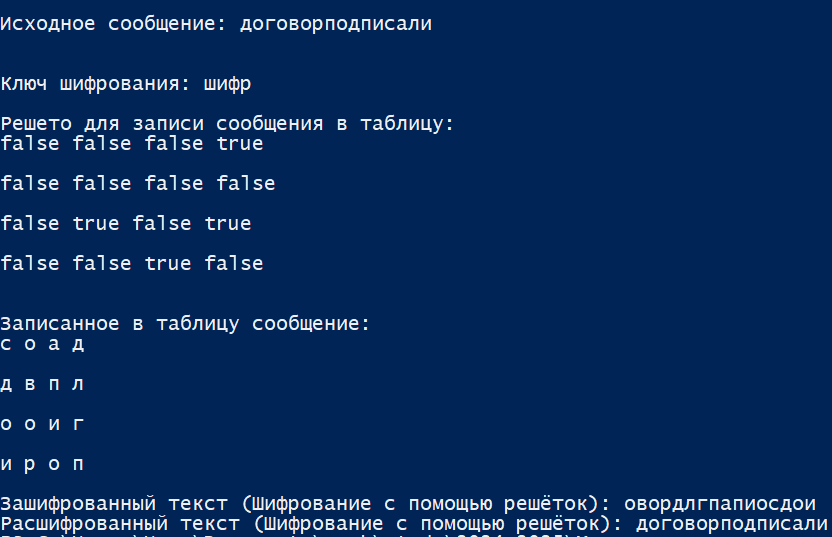 Исходное сообщение: договорподписали
Ключ шифрования: шифр
Решето для записи сообщения в таблицу:
false false false true
false false false false
false true false true
false false true false
Записанное в таблицу сообщение:
с о а д
д в п л
о о и г
и р о п
Зашифрованный текст (Шифрование с помощью решёток): овордлгпапиосдои
Расшифрованный текст (Шифрование с помощью решёток): договорподписали